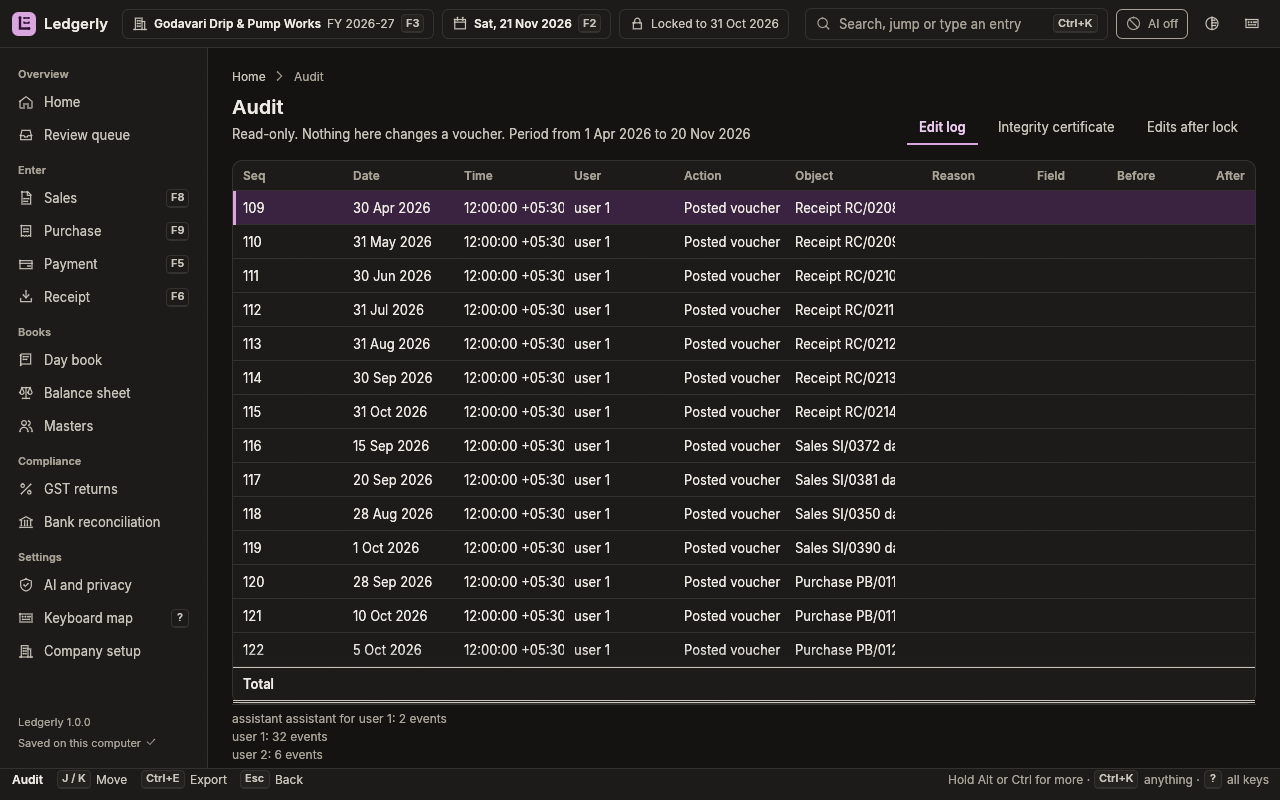 Ledgerly
Godavari Drip & Pump Works FY 2026-27 F3
Sat, 21 Nov 2026 F2
Locked to 31 Oct 2026
Search, jump or type an entry Ctrl+K
AI off
Overview
Home
Review queue
Enter
Sales F8
Purchase F9
Payment F5
Receipt F6
Books
Day book
Balance sheet
Masters
Compliance
GST returns
Bank reconciliation
Settings
AI and privacy
Keyboard map ?
Company setup
Ledgerly 1.0.0
Saved on this computer
Home Audit
Audit
Read-only. Nothing here changes a voucher. Period from 1 Apr 2026 to 20 Nov 2026
Edit log Integrity certificate Edits after lock
Seq Date Time User Action Object Reason Field Before After
109 30 Apr 2026 12:00:00 +05:30 user 1 Posted voucher Receipt RC/0208
110 31 May 2026 12:00:00 +05:30 user 1 Posted voucher Receipt RC/0209
111 30 Jun 2026 12:00:00 +05:30 user 1 Posted voucher Receipt RC/0210
112 31 Jul 2026 12:00:00 +05:30 user 1 Posted voucher Receipt RC/0211
113 31 Aug 2026 12:00:00 +05:30 user 1 Posted voucher Receipt RC/0212
114 30 Sep 2026 12:00:00 +05:30 user 1 Posted voucher Receipt RC/0213
115 31 Oct 2026 12:00:00 +05:30 user 1 Posted voucher Receipt RC/0214
116 15 Sep 2026 12:00:00 +05:30 user 1 Posted voucher Sales SI/0372 da
117 20 Sep 2026 12:00:00 +05:30 user 1 Posted voucher Sales SI/0381 da
118 28 Aug 2026 12:00:00 +05:30 user 1 Posted voucher Sales SI/0350 da
119 1 Oct 2026 12:00:00 +05:30 user 1 Posted voucher Sales SI/0390 da
120 28 Sep 2026 12:00:00 +05:30 user 1 Posted voucher Purchase PB/011
121 10 Oct 2026 12:00:00 +05:30 user 1 Posted voucher Purchase PB/011
122 5 Oct 2026 12:00:00 +05:30 user 1 Posted voucher Purchase PB/012
Total
assistant assistant for user 1: 2 events
user 1: 32 events
user 2: 6 events
Audit J / K Move Ctrl+E Export Esc Back
Hold Alt or Ctrl for more · Ctrl+K anything · ? all keys